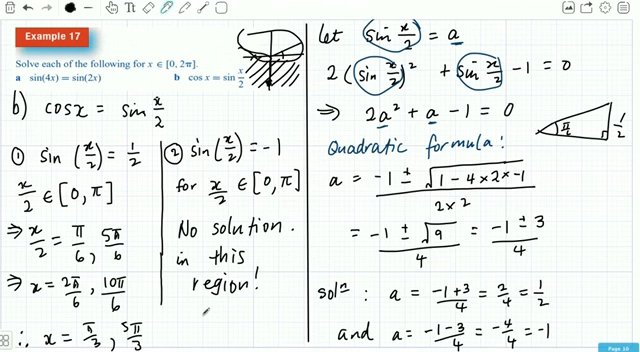 Example 17
Solve each of the following for x ∈ [0, 2π].
a sin(4x) = sin(2x)   b cos x = sin x/2
b) cos x = sin x/2
① sin (x/2) = 1/2
x/2 ∈ [0, π]
⇒ x/2 = π/6, 5π/6
⇒ x = 2π/6, 10π/6
∴ x = π/3, 5π/3
② sin(x/2) = -1
for x/2 ∈ [0, π]
No solution.
in this
region!
let sin x/2 = a
2 (sin x/2)² + sin x/2 - 1 = 0
⇒ 2a² + a - 1 = 0
π/6
1/2
Quadratic formula:
a = -1 ± √(1 - 4×2×-1) / 2×2
= -1 ± √9 / 4 = -1 ± 3 / 4
solⁿ : a = -1+3/4 = 2/4 = 1/2
and a = -1-3/4 = -4/4 = -1
Page 10